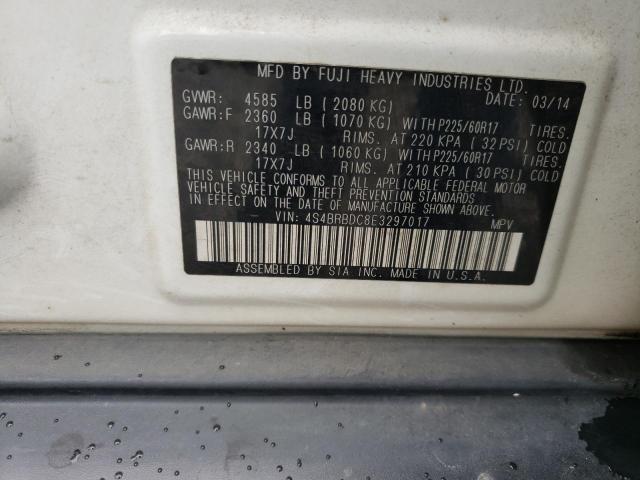 MFD BY FUJI HEAVY INDUSTRIES LTD.
GVWR: 4585 LB ( 2080 KG) DATE: 03/14
GAWR:F 2360 LB ( 1070 KG) WITH P225/60R17 TIRES.
17X7J RIMS. AT 220 KPA ( 32 PSI) COLD
GAWR:R 2340 LB ( 1060 KG) WITH P225/60R17 TIRES.
17X7J RIMS. AT 210 KPA ( 30 PSI) COLD
THIS VEHICLE CONFORMS TO ALL APPLICABLE FEDERAL MOTOR
VEHICLE SAFETY AND THEFT PREVENTION STANDARDS
IN EFFECT ON THE DATE OF MANUFACTURE SHOWN ABOVE.
VIN: 4S4BRBDC8E3297017 MPV
ASSEMBLED BY SIA INC. MADE IN U.S.A.